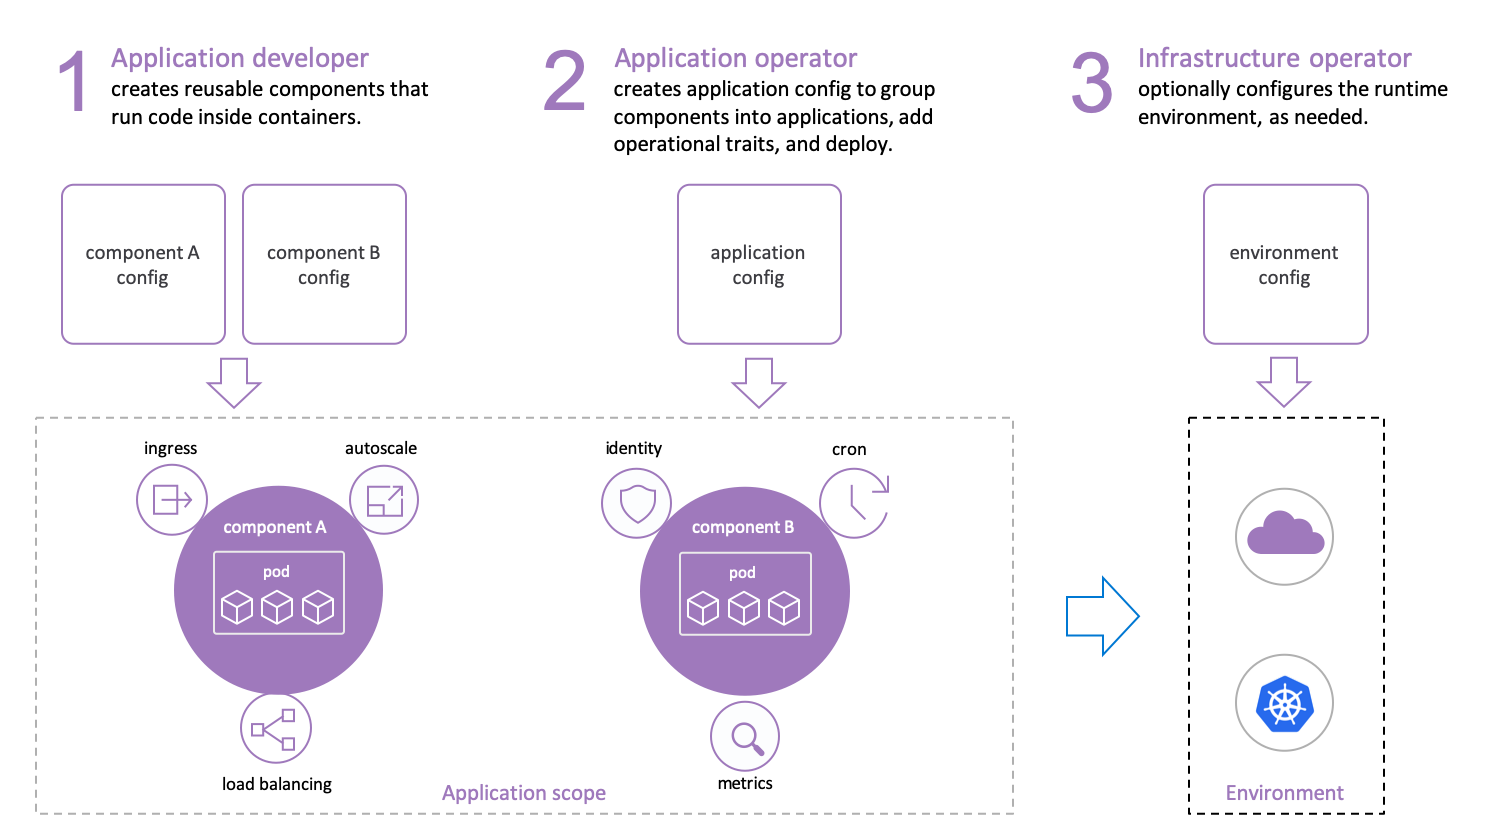 1
Application developer
creates reusable components that
run code inside containers.
2
Application operator
creates application config to group
components into applications, add
operational traits, and deploy.
3
Infrastructure operator
optionally configures the runtime
environment, as needed.
component A
config
component B
config
application
config
environment
config
ingress
autoscale
component A
pod
load balancing
identity
cron
component B
pod
metrics
Application scope
Environment